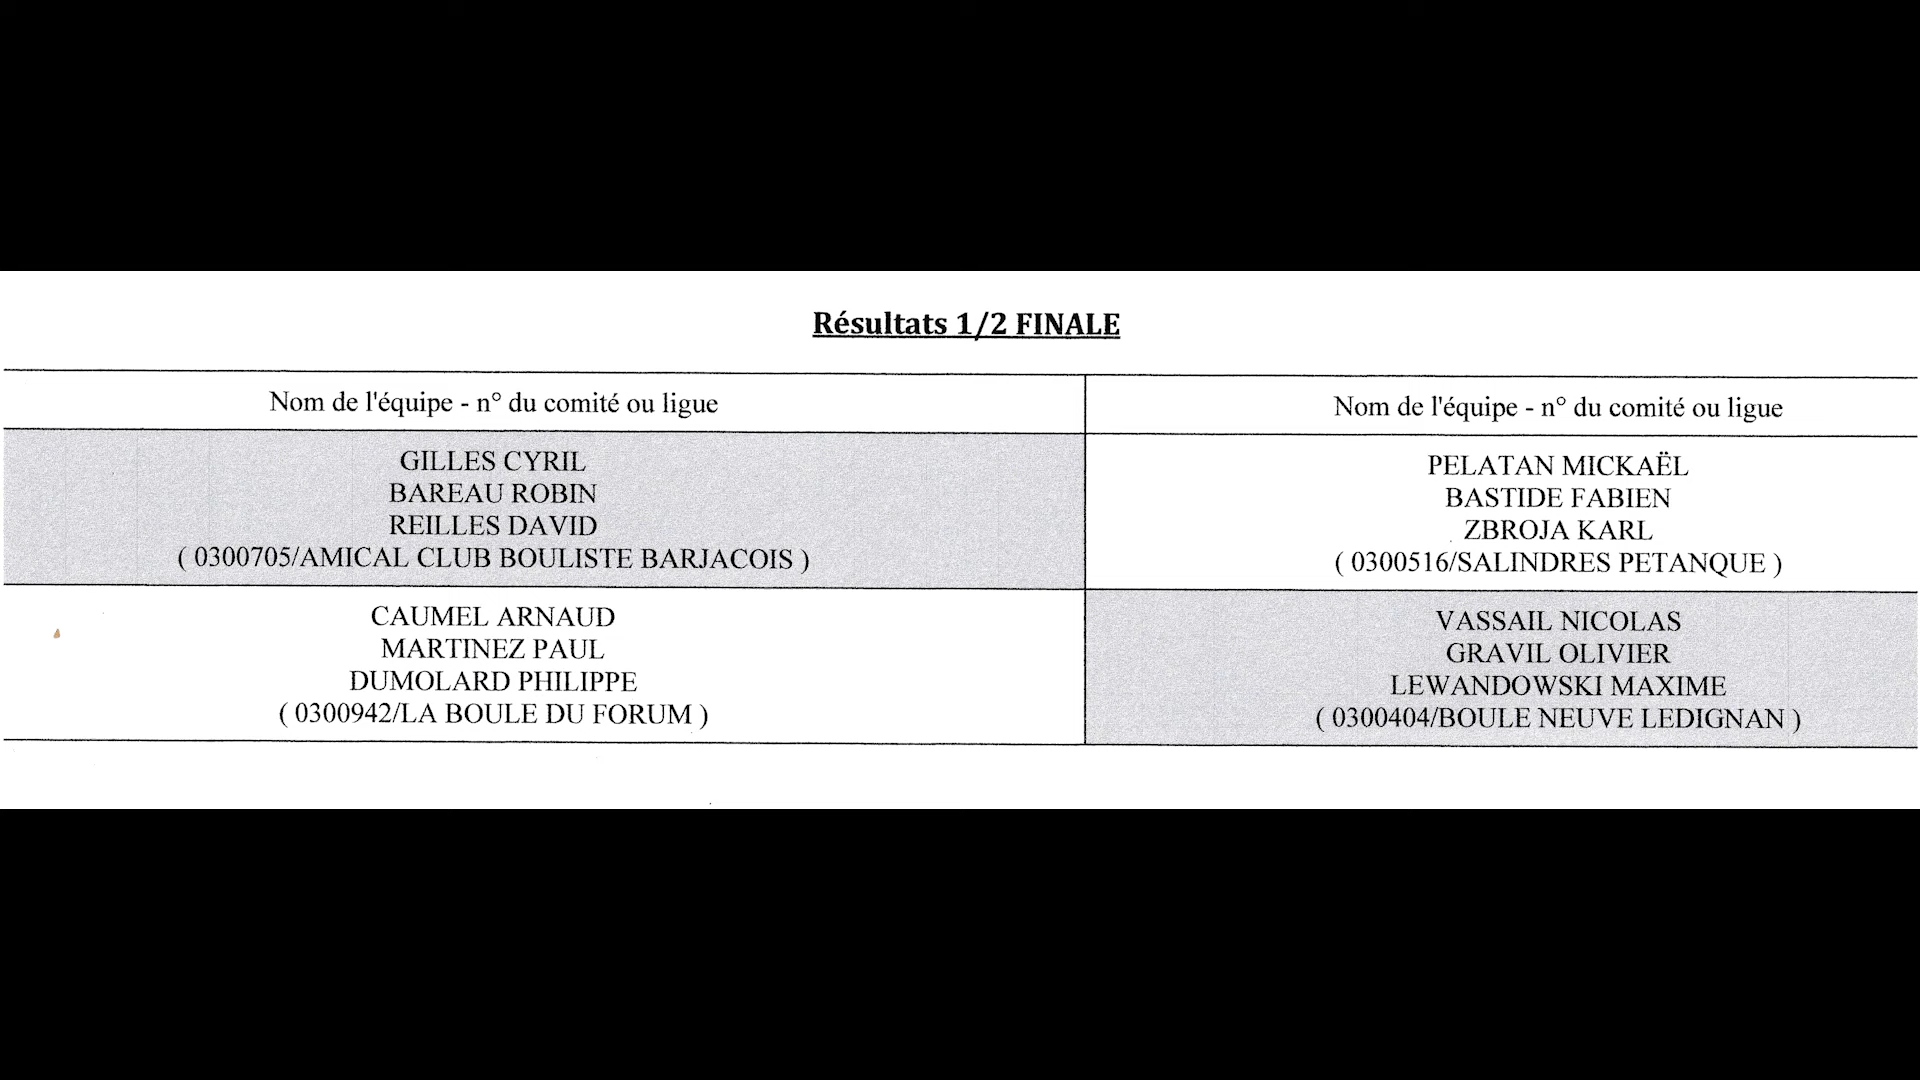 Résultats 1/2 FINALE
Nom de l'équipe - n° du comité ou ligue
Nom de l'équipe - n° du comité ou ligue
GILLES CYRIL
BAREAU ROBIN
REILLES DAVID
( 0300705/AMICAL CLUB BOULISTE BARJACOIS )
PELATAN MICKAËL
BASTIDE FABIEN
ZBROJA KARL
( 0300516/SALINDRES PETANQUE )
CAUMEL ARNAUD
MARTINEZ PAUL
DUMOLARD PHILIPPE
( 0300942/LA BOULE DU FORUM )
VASSAIL NICOLAS
GRAVIL OLIVIER
LEWANDOWSKI MAXIME
( 0300404/BOULE NEUVE LEDIGNAN )